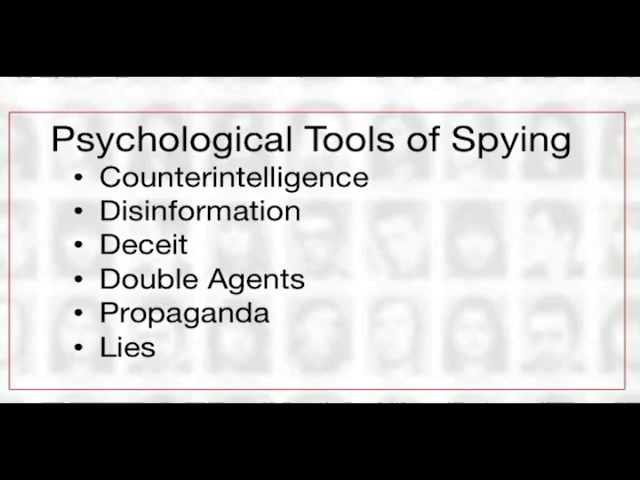 Psychological Tools of Spying
• Counterintelligence
• Disinformation
• Deceit
• Double Agents
• Propaganda
• Lies